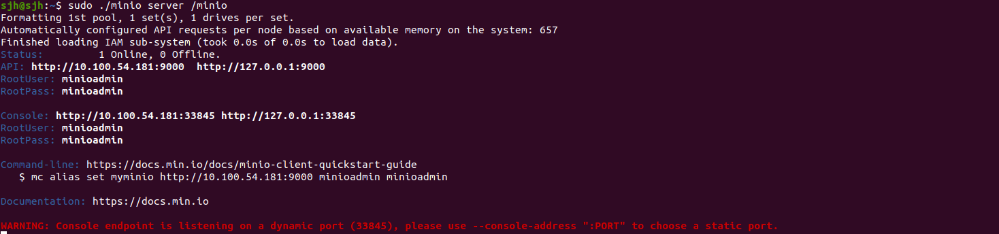 sjh@sjh:~$ sudo ./minio server /minio
Formatting 1st pool, 1 set(s), 1 drives per set.
Automatically configured API requests per node based on available memory on the system: 657
Finished loading IAM sub-system (took 0.0s of 0.0s to load data).
Status:         1 Online, 0 Offline.
API: http://10.100.54.181:9000  http://127.0.0.1:9000
RootUser: minioadmin
RootPass: minioadmin
Console: http://10.100.54.181:33845 http://127.0.0.1:33845
RootUser: minioadmin
RootPass: minioadmin
Command-line: https://docs.min.io/docs/minio-client-quickstart-guide
   $ mc alias set myminio http://10.100.54.181:9000 minioadmin minioadmin
Documentation: https://docs.min.io
WARNING: Console endpoint is listening on a dynamic port (33845), please use --console-address ":PORT" to choose a static port.